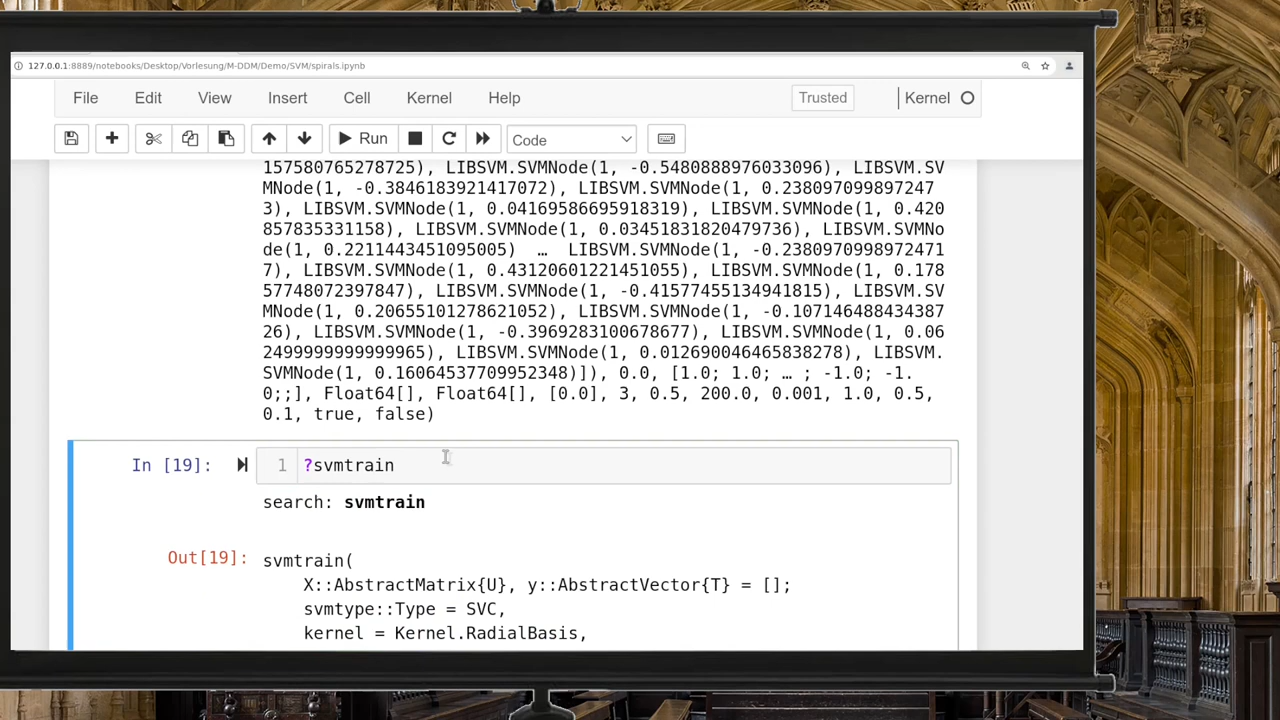 127.0.0.1:8889/notebooks/Desktop/Vorlesung/M-DDM/Demo/SVM/spirals.ipynb
File Edit View Insert Cell Kernel Help Trusted Kernel
Run Code
157580765278725), LIBSVM.SVMNode(1, -0.5480888976033096), LIBSVM.SV
MNode(1, -0.3846183921417072), LIBSVM.SVMNode(1, 0.238097099897247
3), LIBSVM.SVMNode(1, 0.04169586695918319), LIBSVM.SVMNode(1, 0.420
857835331158), LIBSVM.SVMNode(1, 0.03451831820479736), LIBSVM.SVMNo
de(1, 0.2211443451095005)  …  LIBSVM.SVMNode(1, -0.2380970998972471
7), LIBSVM.SVMNode(1, 0.43120601221451055), LIBSVM.SVMNode(1, 0.178
57748072397847), LIBSVM.SVMNode(1, -0.41577455134941815), LIBSVM.SV
MNode(1, 0.20655101278621052), LIBSVM.SVMNode(1, -0.107146488434387
26), LIBSVM.SVMNode(1, -0.3969283100678677), LIBSVM.SVMNode(1, 0.06
249999999999965), LIBSVM.SVMNode(1, 0.012690046465838278), LIBSVM.
SVMNode(1, 0.16064537709952348)]), 0.0, [1.0; 1.0; … ; -1.0; -1.
0;;], Float64[], Float64[], [0.0], 3, 0.5, 200.0, 0.001, 1.0, 0.5,
0.1, true, false)
In [19]: 1 ?svmtrain
search: svmtrain
Out[19]: svmtrain(
X::AbstractMatrix{U}, y::AbstractVector{T} = [];
svmtype::Type = SVC,
kernel = Kernel.RadialBasis,